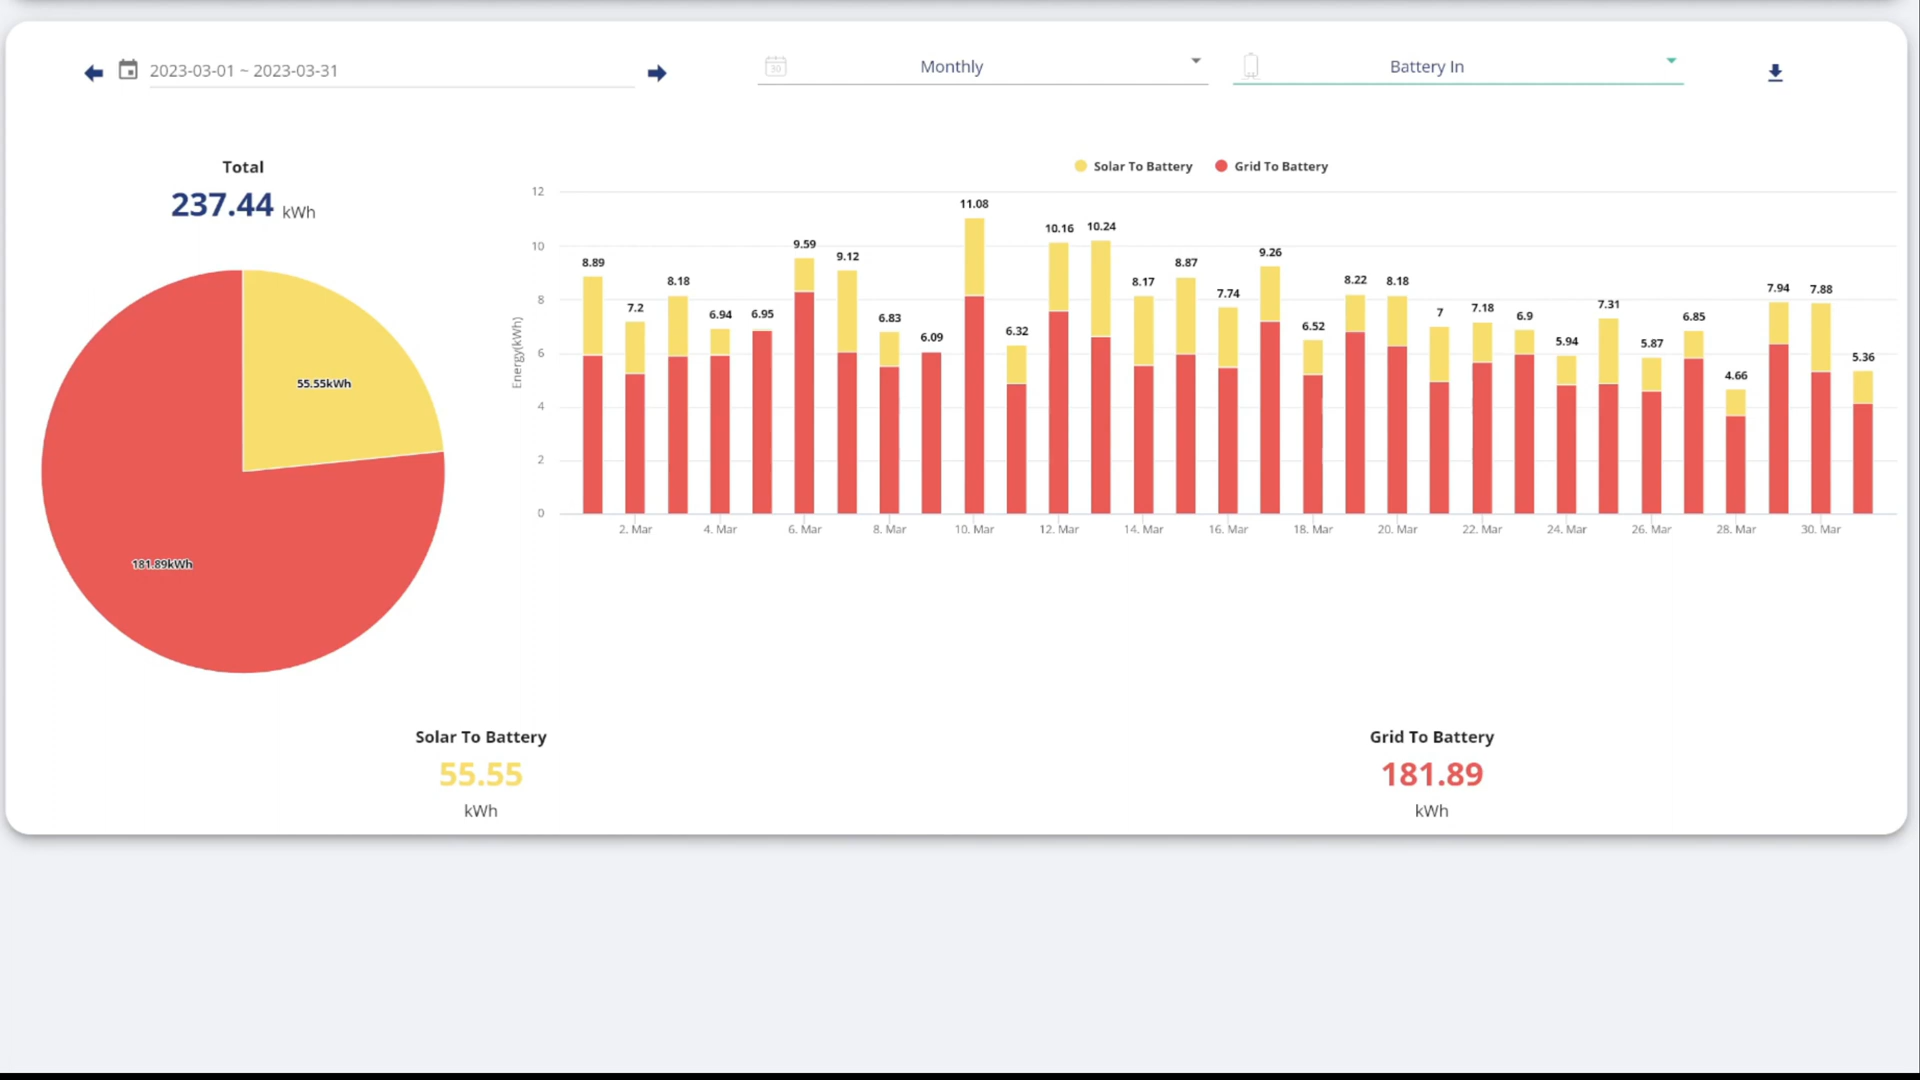 2023-03-01 ~ 2023-03-31
30
Monthly
Battery In
Total
237.44 kWh
55.55kWh
181.89kWh
Solar To Battery
Grid To Battery
Energy(kWh)
12
10
8
6
4
2
0
8.89
7.2
8.18
6.94
6.95
9.59
9.12
6.83
6.09
11.08
6.32
10.16
10.24
8.17
8.87
7.74
9.26
6.52
8.22
8.18
7
7.18
6.9
5.94
7.31
5.87
6.85
4.66
7.94
7.88
5.36
2. Mar
4. Mar
6. Mar
8. Mar
10. Mar
12. Mar
14. Mar
16. Mar
18. Mar
20. Mar
22. Mar
24. Mar
26. Mar
28. Mar
30. Mar
Solar To Battery
55.55
kWh
Grid To Battery
181.89
kWh